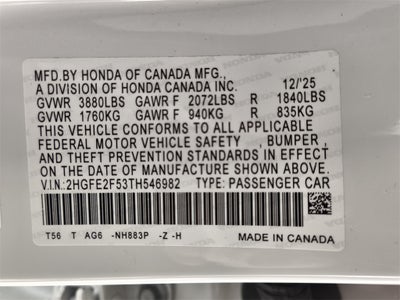 MFD.BY HONDA OF CANADA MFG.,
A DIVISION OF HONDA CANADA INC. 12/'25
GVWR 3880LBS GAWR F 2072LBS R 1840LBS
GVWR 1760KG GAWR F 940KG R 835KG
THIS VEHICLE CONFORMS TO ALL APPLICABLE
FEDERAL MOTOR VEHICLE SAFETY, BUMPER,
AND THEFT PREVENTION STANDARDS IN EFFECT
ON THE DATE OF MANUFACTURE SHOWN ABOVE.
V.I.N:2HGFE2F53TH546982 TYPE: PASSENGER CAR
T56 T AG6 -NH883P -Z -H MADE IN CANADA